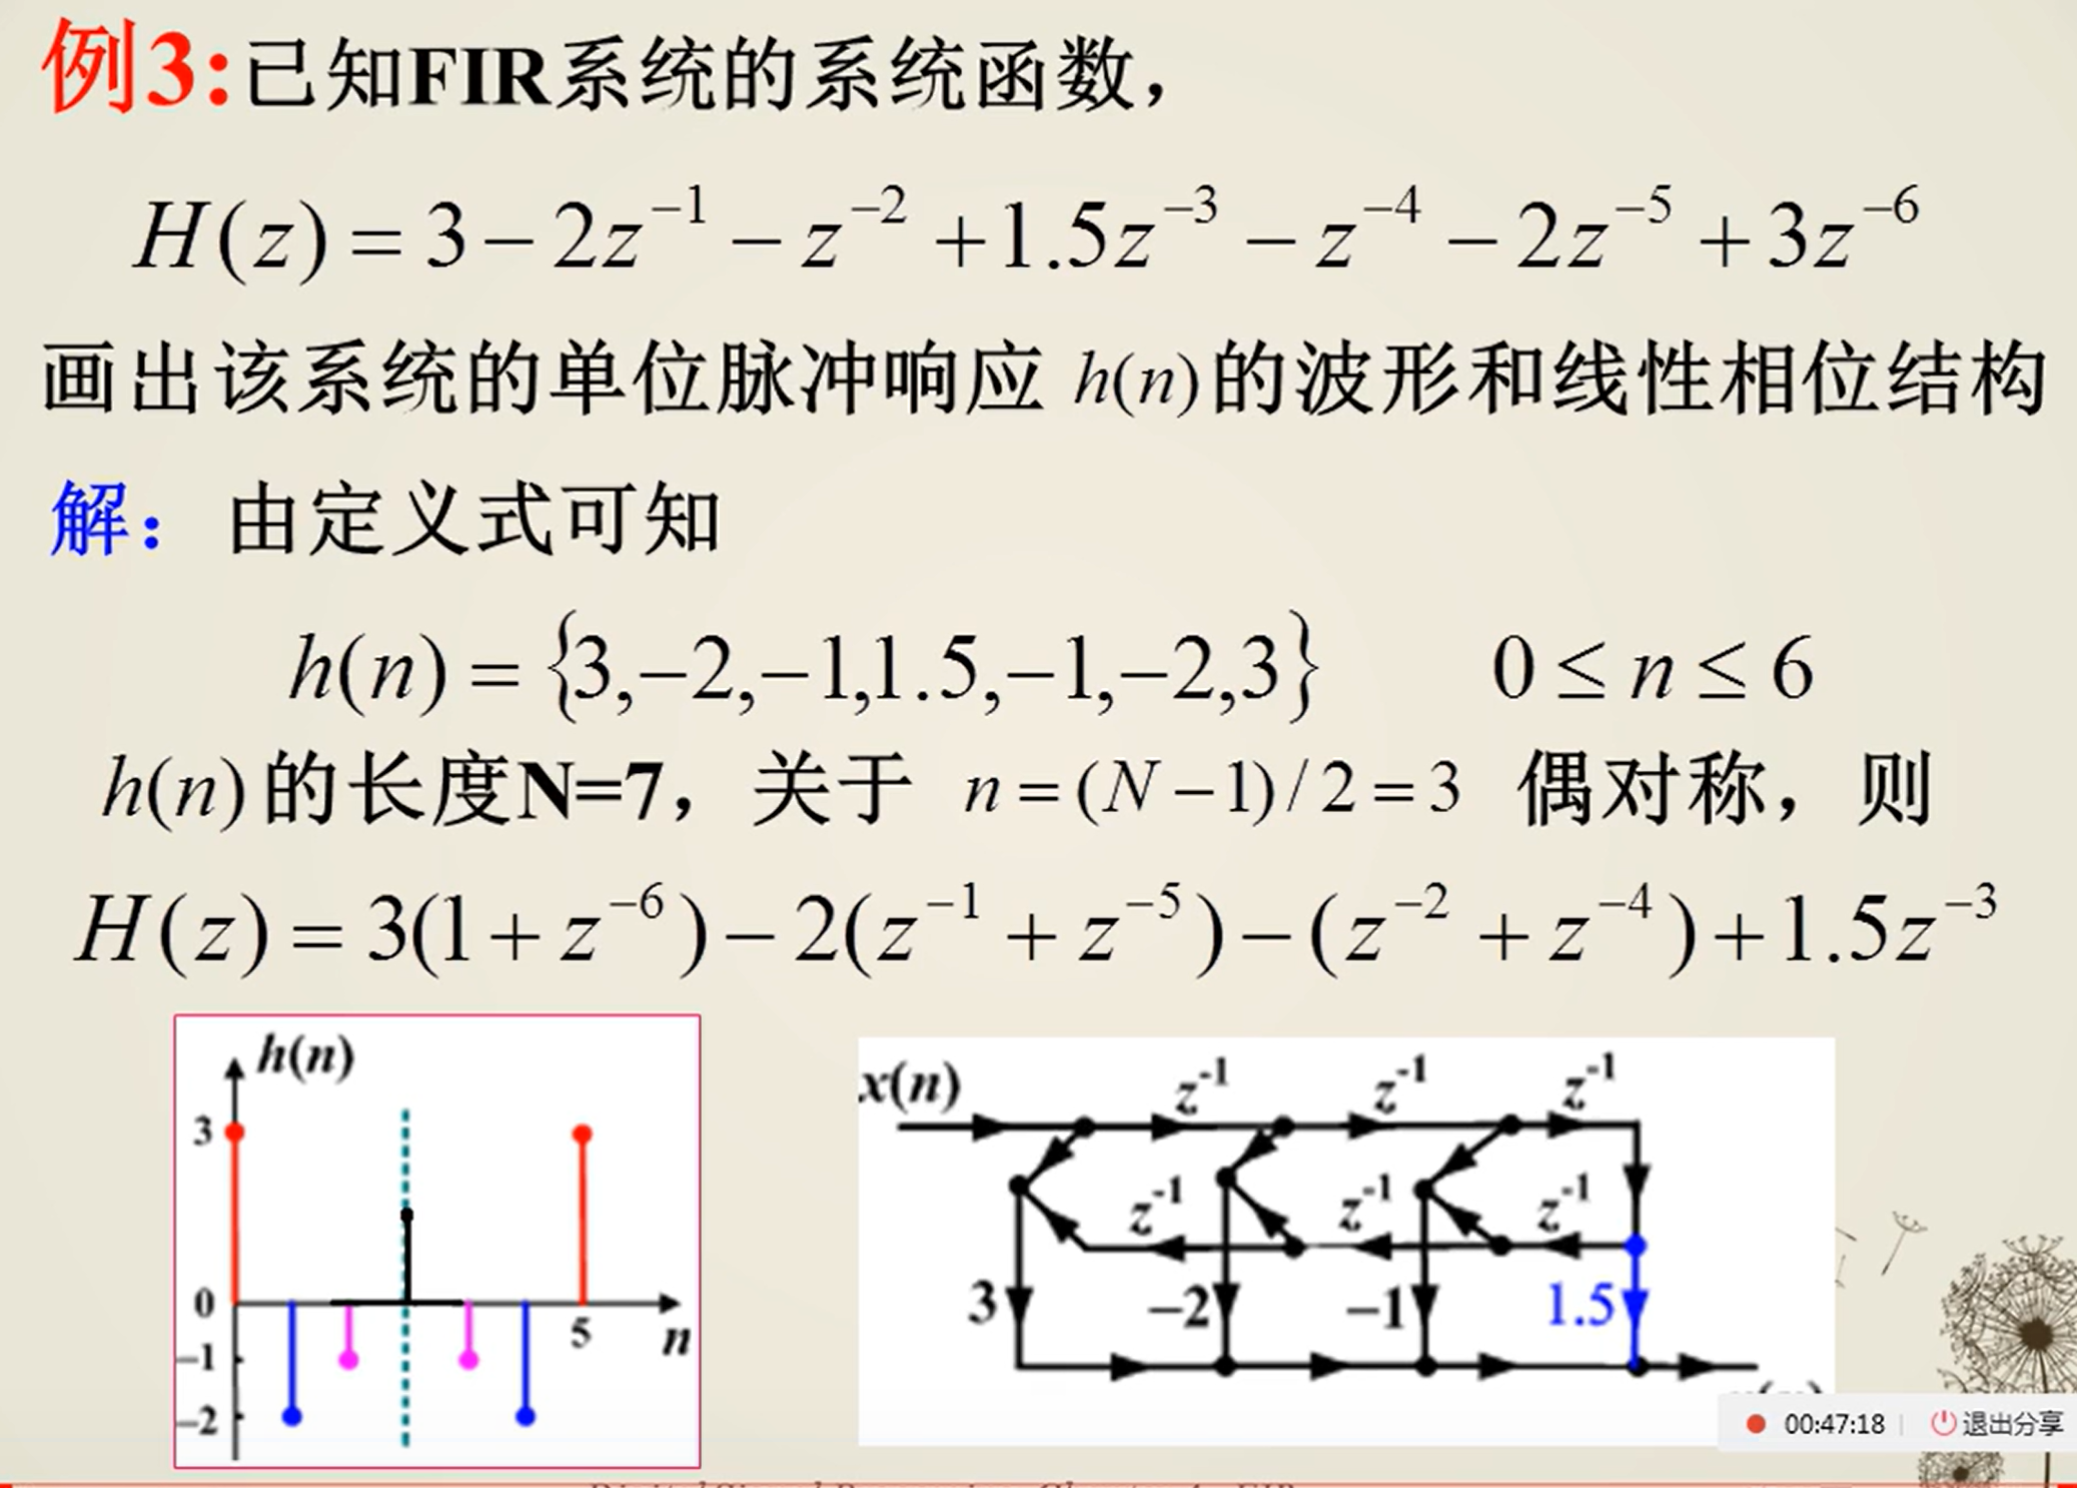 例3:已知FIR系统的系统函数，
H(z) = 3 − 2z⁻¹ − z⁻² +1.5z⁻³ − z⁻⁴ − 2z⁻⁵ + 3z⁻⁶
画出该系统的单位脉冲响应 h(n)的波形和线性相位结构
解：由定义式可知
h(n) = {3,−2,−1,1.5,−1,−2,3} 0 ≤ n ≤ 6
h(n)的长度N=7，关于 n = (N −1) / 2 = 3 偶对称，则
H(z) = 3(1+ z⁻⁶) − 2(z⁻¹ + z⁻⁵) − (z⁻² + z⁻⁴) +1.5z⁻³
h(n)
3
0
5
n
−1
−2
x(n)
z⁻¹ z⁻¹ z⁻¹
z⁻¹ z⁻¹ z⁻¹
3 −2 −1 1.5
00:47:18 退出分享